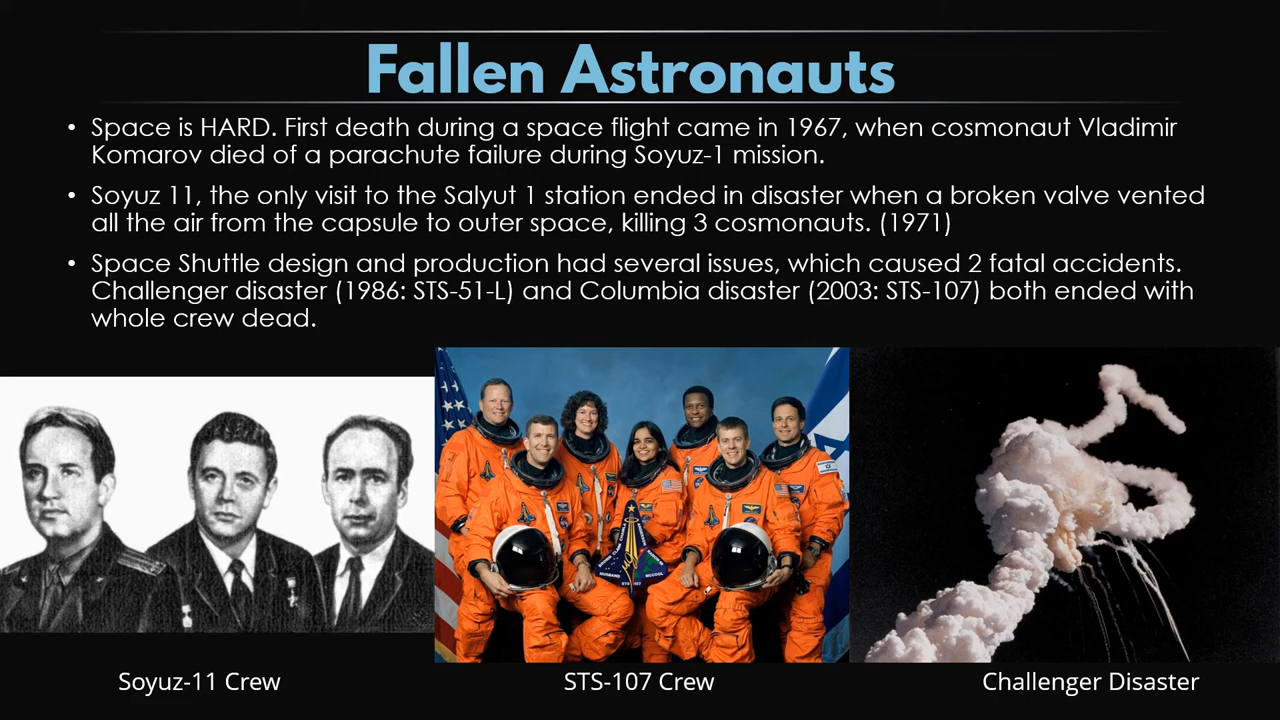 Fallen Astronauts
• Space is HARD. First death during a space flight came in 1967, when cosmonaut Vladimir
Komarov died of a parachute failure during Soyuz-1 mission.
• Soyuz 11, the only visit to the Salyut 1 station ended in disaster when a broken valve vented
all the air from the capsule to outer space, killing 3 cosmonauts. (1971)
• Space Shuttle design and production had several issues, which caused 2 fatal accidents.
Challenger disaster (1986: STS-51-L) and Columbia disaster (2003: STS-107) both ended with
whole crew dead.
HUSBAND
MCCOOL
STS-107
Soyuz-11 Crew
STS-107 Crew
Challenger Disaster